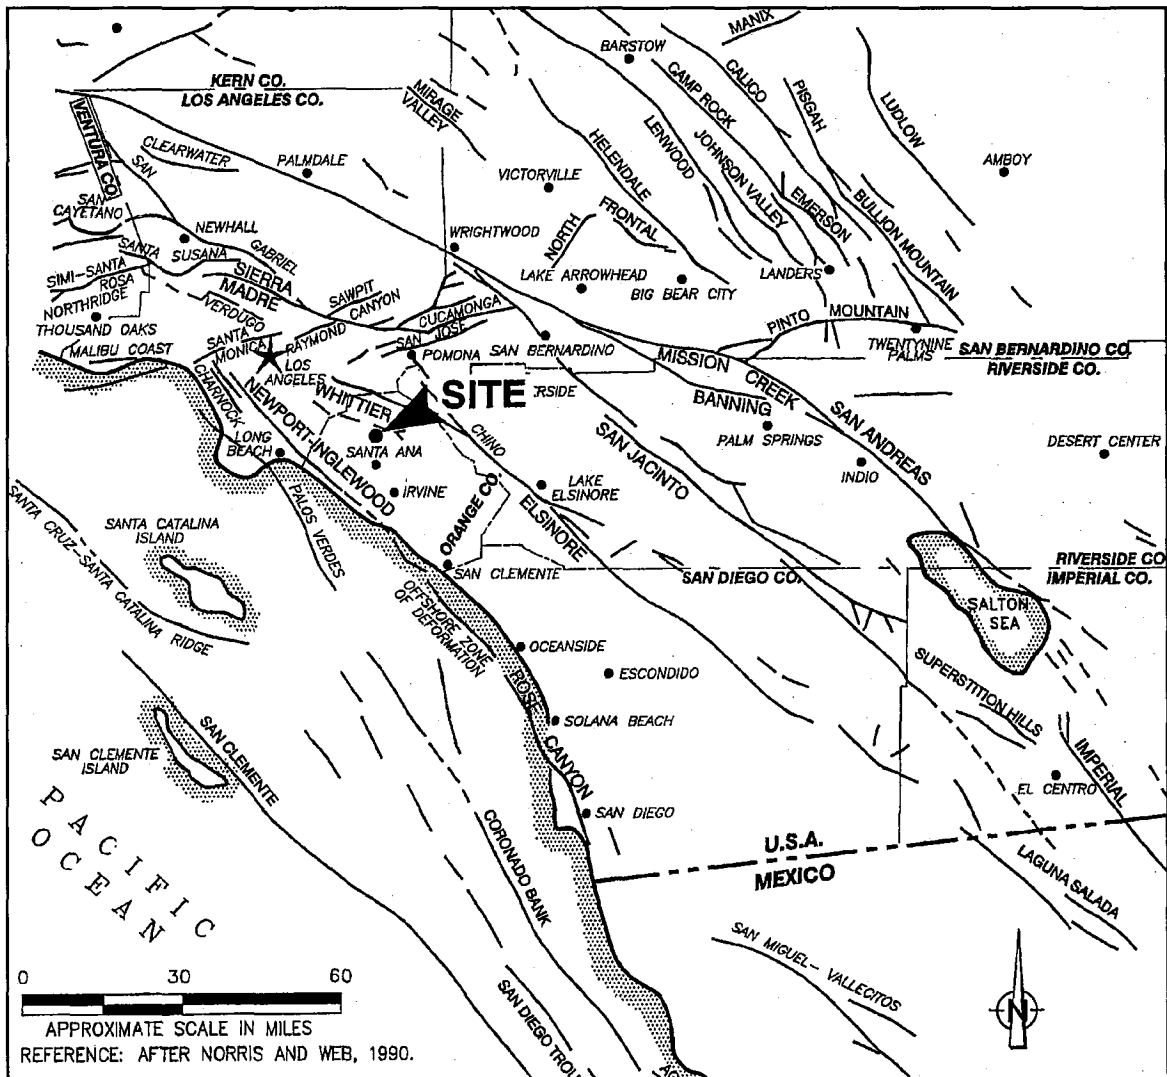 MANIX
BARSTOW
CALICO
CAMP ROCK
PISGAH
LUDLOW
KERN CO.
LOS ANGELES CO.
MIRAGE
VALLEY
VENTURA CO.
SAN
CLEARWATER
PALMDALE
HELENDALE
LENWOOD
JOHNSON VALLEY
EMERSON
BULLION MOUNTAIN
AMBOY
VICTORVILLE
SAN
CAYETANO
NEWHALL
GABRIEL
SANTA
SUSANA
WRIGHTWOOD
NORTH
FRONTAL
LANDERS
SIMI-SANTA
ROSA
SIERRA
MADRE
LAKE ARROWHEAD
BIG BEAR CITY
NORTHRIDGE
THOUSAND OAKS
VERDUGO
SAWPIT
CANYON
RAYMOND
CUCAMONGA
SAN
JOSE
PINTO MOUNTAIN
TWENTYNINE
PALMS
MALIBU COAST
SANTA
MONICA
LOS
ANGELES
POMONA
SAN BERNARDINO
SAN BERNARDINO CO.
RIVERSIDE CO.
MISSION CREEK
BANNING
SITE
ERSIDE
CHARNOCK
NEWPORT-INGLEWOOD
WHITTIER
CHINO
SAN JACINTO
PALM SPRINGS
SAN ANDREAS
DESERT CENTER
LONG
BEACH
SANTA ANA
IRVINE
LAKE
ELSINORE
ELSINORE
INDIO
ORANGE CO.
PALOS VERDES
SANTA CRUZ-SANTA CATALINA RIDGE
SANTA CATALINA
ISLAND
SAN CLEMENTE
SAN DIEGO CO.
RIVERSIDE CO
IMPERIAL CO.
OFFSHORE ZONE
OF DEFORMATION
SALTON
SEA
OCEANSIDE
ESCONDIDO
SUPERSTITION HILLS
ROSE
CANYON
SOLANA BEACH
SAN CLEMENTE
SAN CLEMENTE
ISLAND
IMPERIAL
EL CENTRO
SAN DIEGO
PACIFIC
OCEAN
CORONADO BANK
U.S.A.
MEXICO
LAGUNA SALADA
SAN MIGUEL- VALLECITOS
SAN DIEGO TROU
0 30 60
APPROXIMATE SCALE IN MILES
REFERENCE: AFTER NORRIS AND WEB, 1990.
N